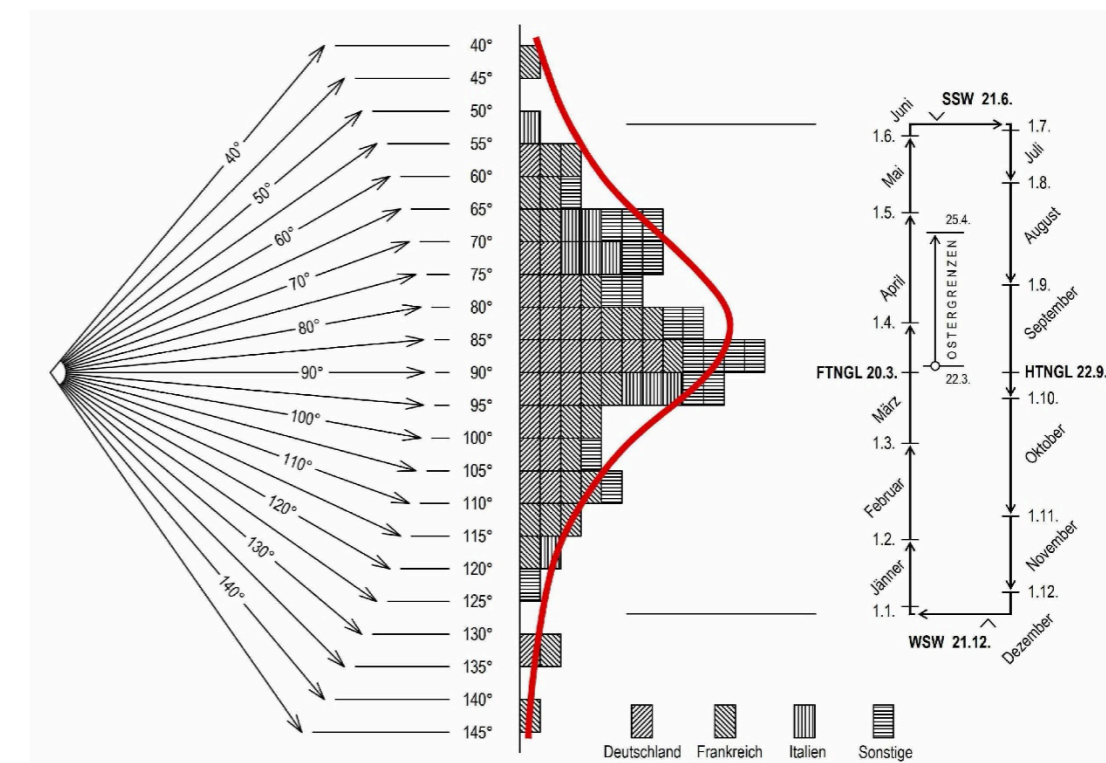 40°
50°
60°
70°
80°
90°
100°
110°
120°
130°
140°
40°
45°
50°
55°
60°
65°
70°
75°
80°
85°
90°
95°
100°
105°
110°
115°
120°
125°
130°
135°
140°
145°
SSW 21.6.
Juni
1.6.
Mai
1.5.
April
1.4.
FTNGL 20.3.
März
1.3.
Februar
1.2.
Jänner
1.1.
25.4.
OSTERGRENZEN
22.3.
1.7.
Juli
1.8.
August
1.9.
September
HTNGL 22.9.
1.10.
Oktober
1.11.
November
1.12.
Dezember
WSW 21.12.
Deutschland Frankreich Italien Sonstige